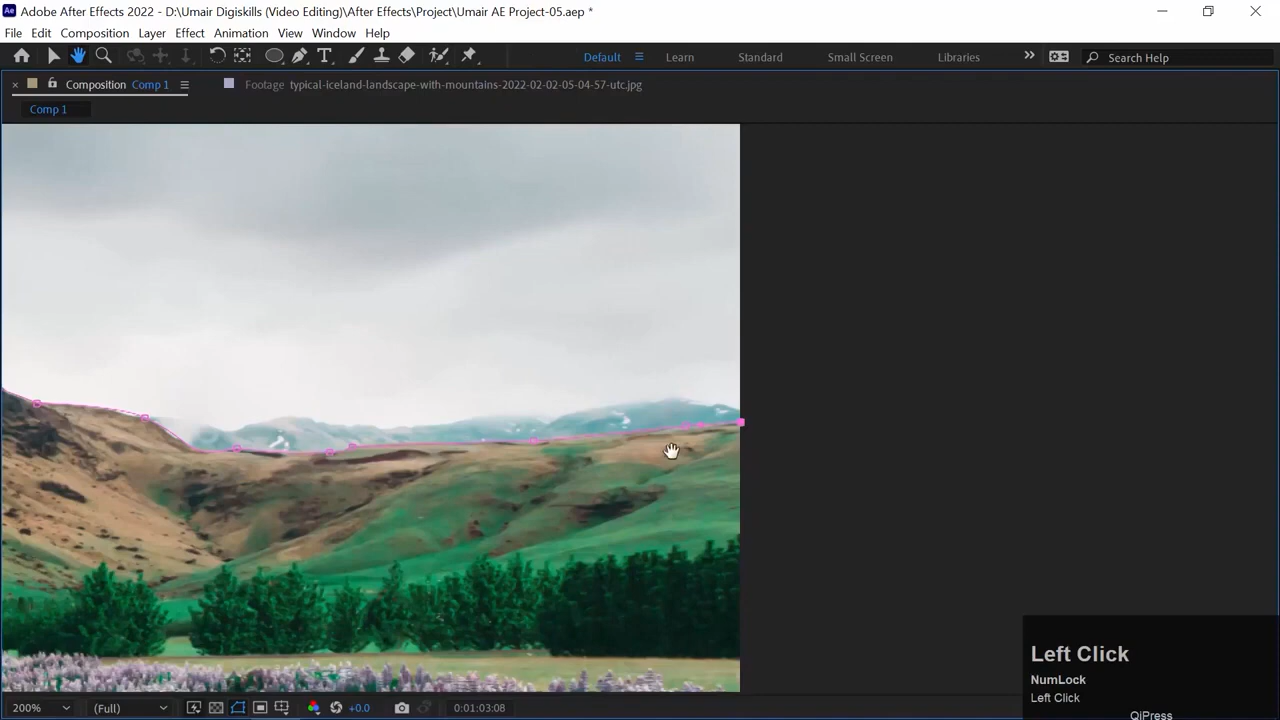 Ae Adobe After Effects 2022 - D:\Umair Digiskills (Video Editing)\After Effects\Project\Umair AE Project-05.aep *
File Edit Composition Layer Effect Animation View Window Help
Default Learn Standard Small Screen Libraries Search Help
Composition Comp 1 Footage typical-iceland-landscape-with-mountains-2022-02-02-05-04-57-utc.jpg
Comp 1
Left Click
NumLock
Left Click
QiPress
200% (Full) +0.0 0:01:03:08